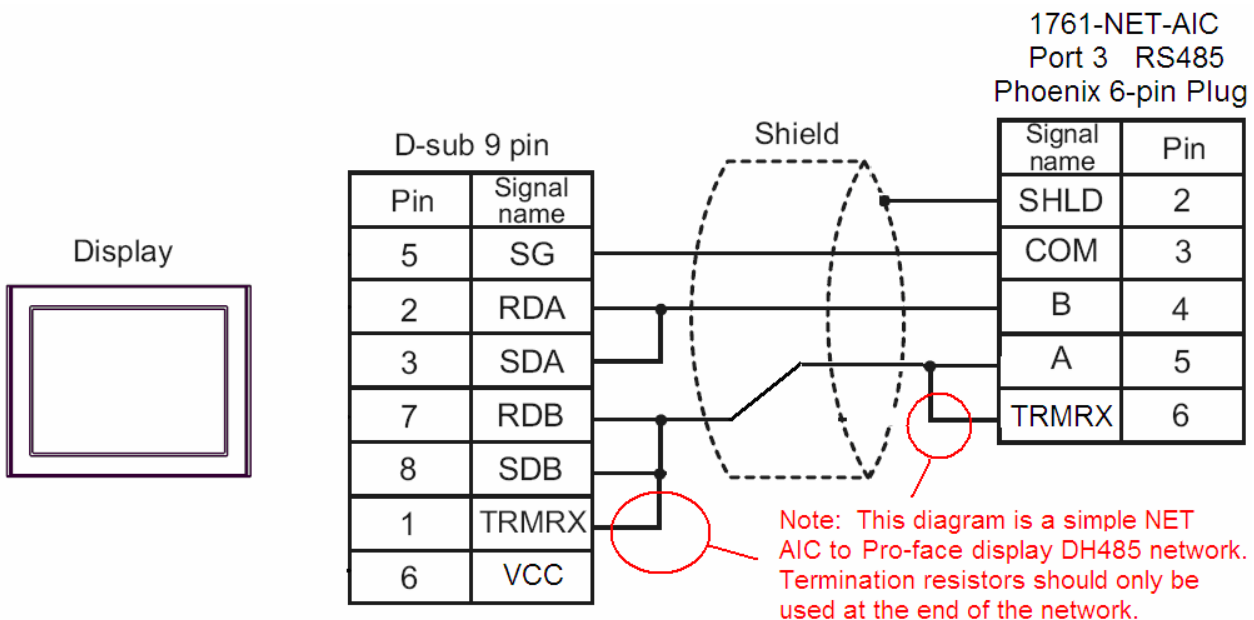 1761-NET-AIC
Port 3 RS485
Phoenix 6-pin Plug
Display
D-sub 9 pin
Pin Signal name
5 SG
2 RDA
3 SDA
7 RDB
8 SDB
1 TRMRX
6 VCC
Shield
Signal name Pin
SHLD 2
COM 3
B 4
A 5
TRMRX 6
Note: This diagram is a simple NET
AIC to Pro-face display DH485 network.
Termination resistors should only be
used at the end of the network.